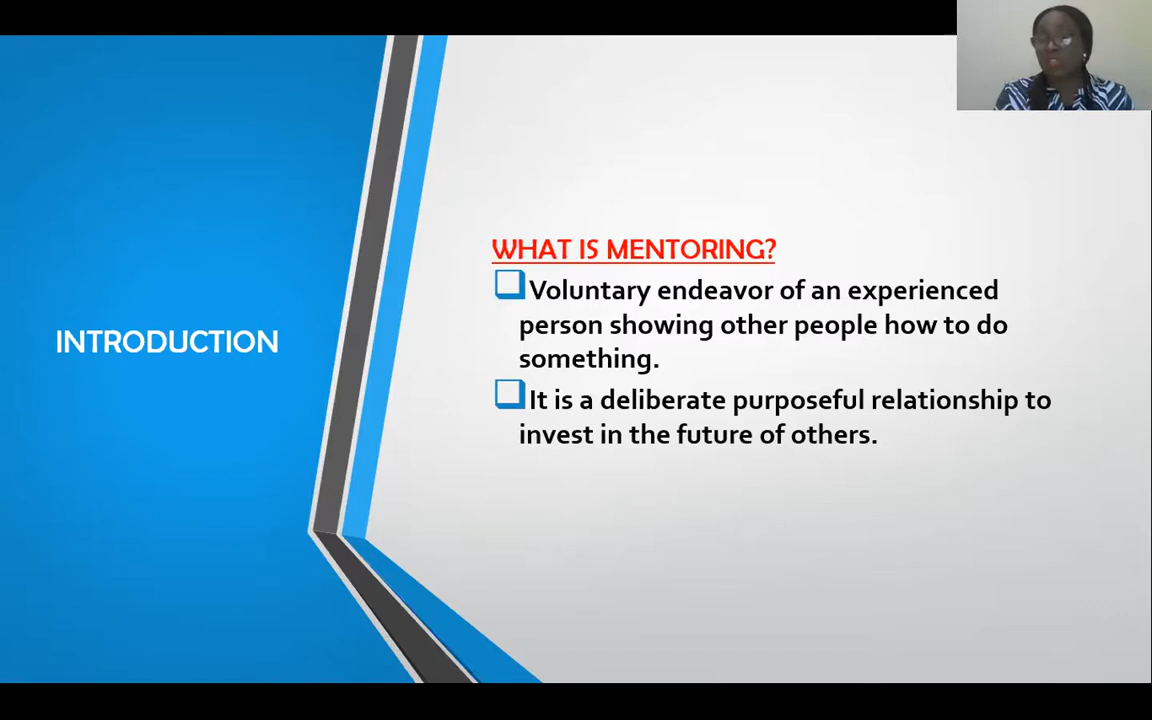 INTRODUCTION
WHAT IS MENTORING?
Voluntary endeavor of an experienced
person showing other people how to do
something.
It is a deliberate purposeful relationship to
invest in the future of others.